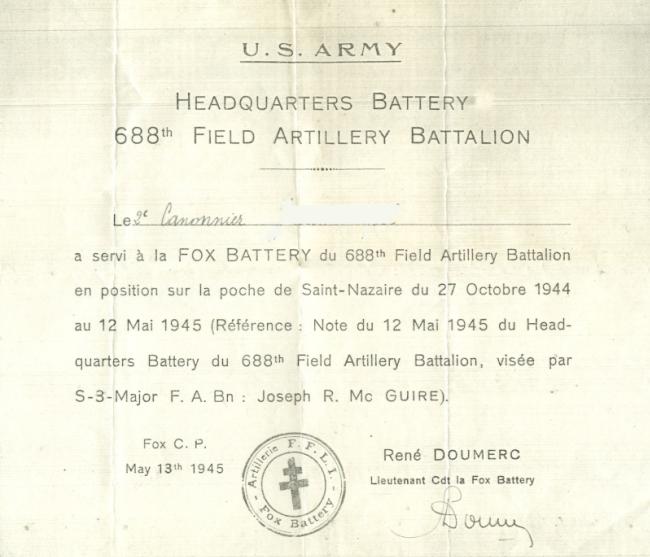 U. S. ARMY
HEADQUARTERS BATTERY
688th FIELD ARTILLERY BATTALION
Le 2e Canonnier
a servi à la FOX BATTERY du 688th Field Artillery Battalion
en position sur la poche de Saint-Nazaire du 27 Octobre 1944
au 12 Mai 1945 (Référence : Note du 12 Mai 1945 du Head-
quarters Battery du 688th Field Artillery Battalion, visée par
S-3-Major F. A. Bn : Joseph R. Mc GUIRE).
Fox C. P.
May 13th 1945
Artillerie F. F. L. I.
Fox Battery
René DOUMERC
Lieutenant Cdt la Fox Battery